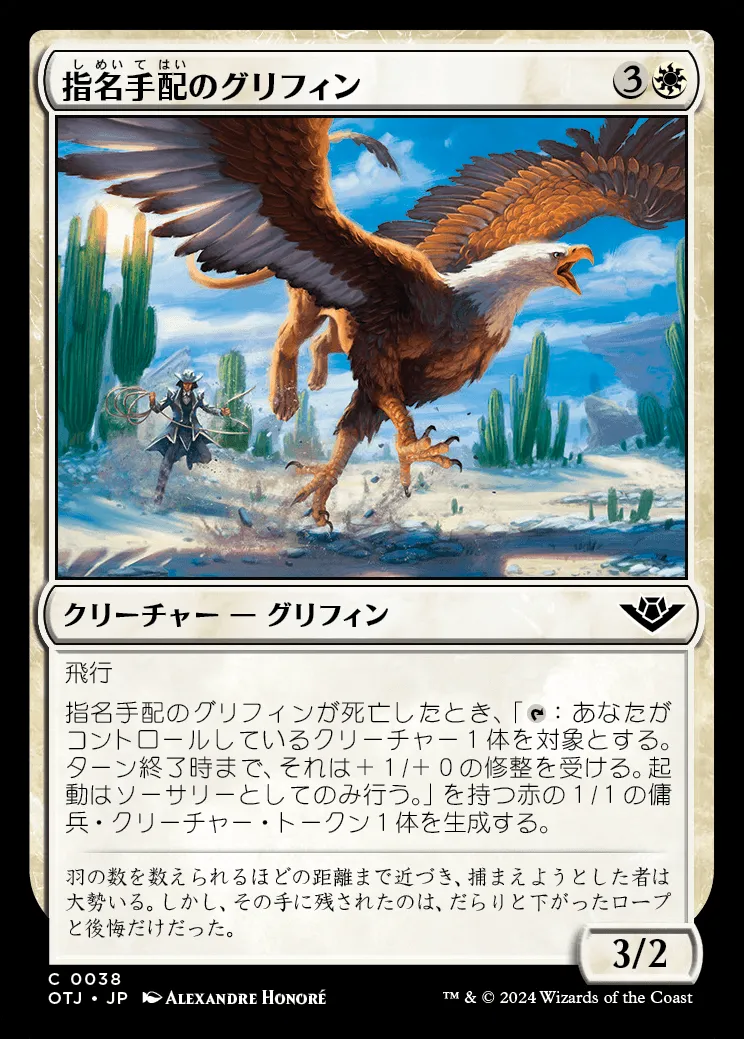 しめいてはい
指名手配のグリフィン 3
クリーチャー — グリフィン
飛行
指名手配のグリフィンが死亡したとき、「：あなたが
コントロールしているクリーチャー１体を対象とする。
ターン終了時まで、それは＋１/＋０の修整を受ける。起
動はソーサリーとしてのみ行う。」を持つ赤の１/１の傭
兵・クリーチャー・トークン１体を生成する。
羽の数を数えられるほどの距離まで近づき、捕まえようとした者は
大勢いる。しかし、その手に残されたのは、だらりと下がったロープ
と後悔だけだった。
3/2
C 0038
OTJ • JP ALEXANDRE HONORÉ
™ & © 2024 Wizards of the Coast